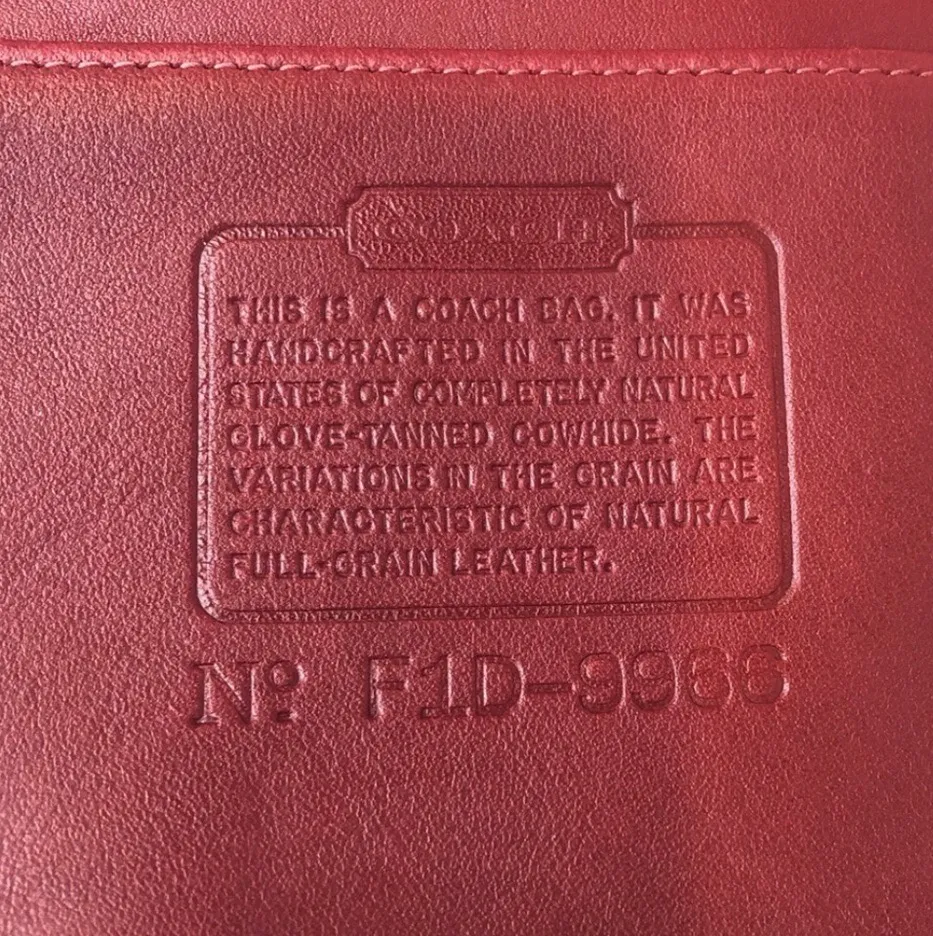 coach
THIS IS A COACH BAG. IT WAS
HANDCRAFTED IN THE UNITED
STATES OF COMPLETELY NATURAL
GLOVE-TANNED COWHIDE. THE
VARIATIONS IN THE GRAIN ARE
CHARACTERISTIC OF NATURAL
FULL-GRAIN LEATHER.
Nº F1D-9966